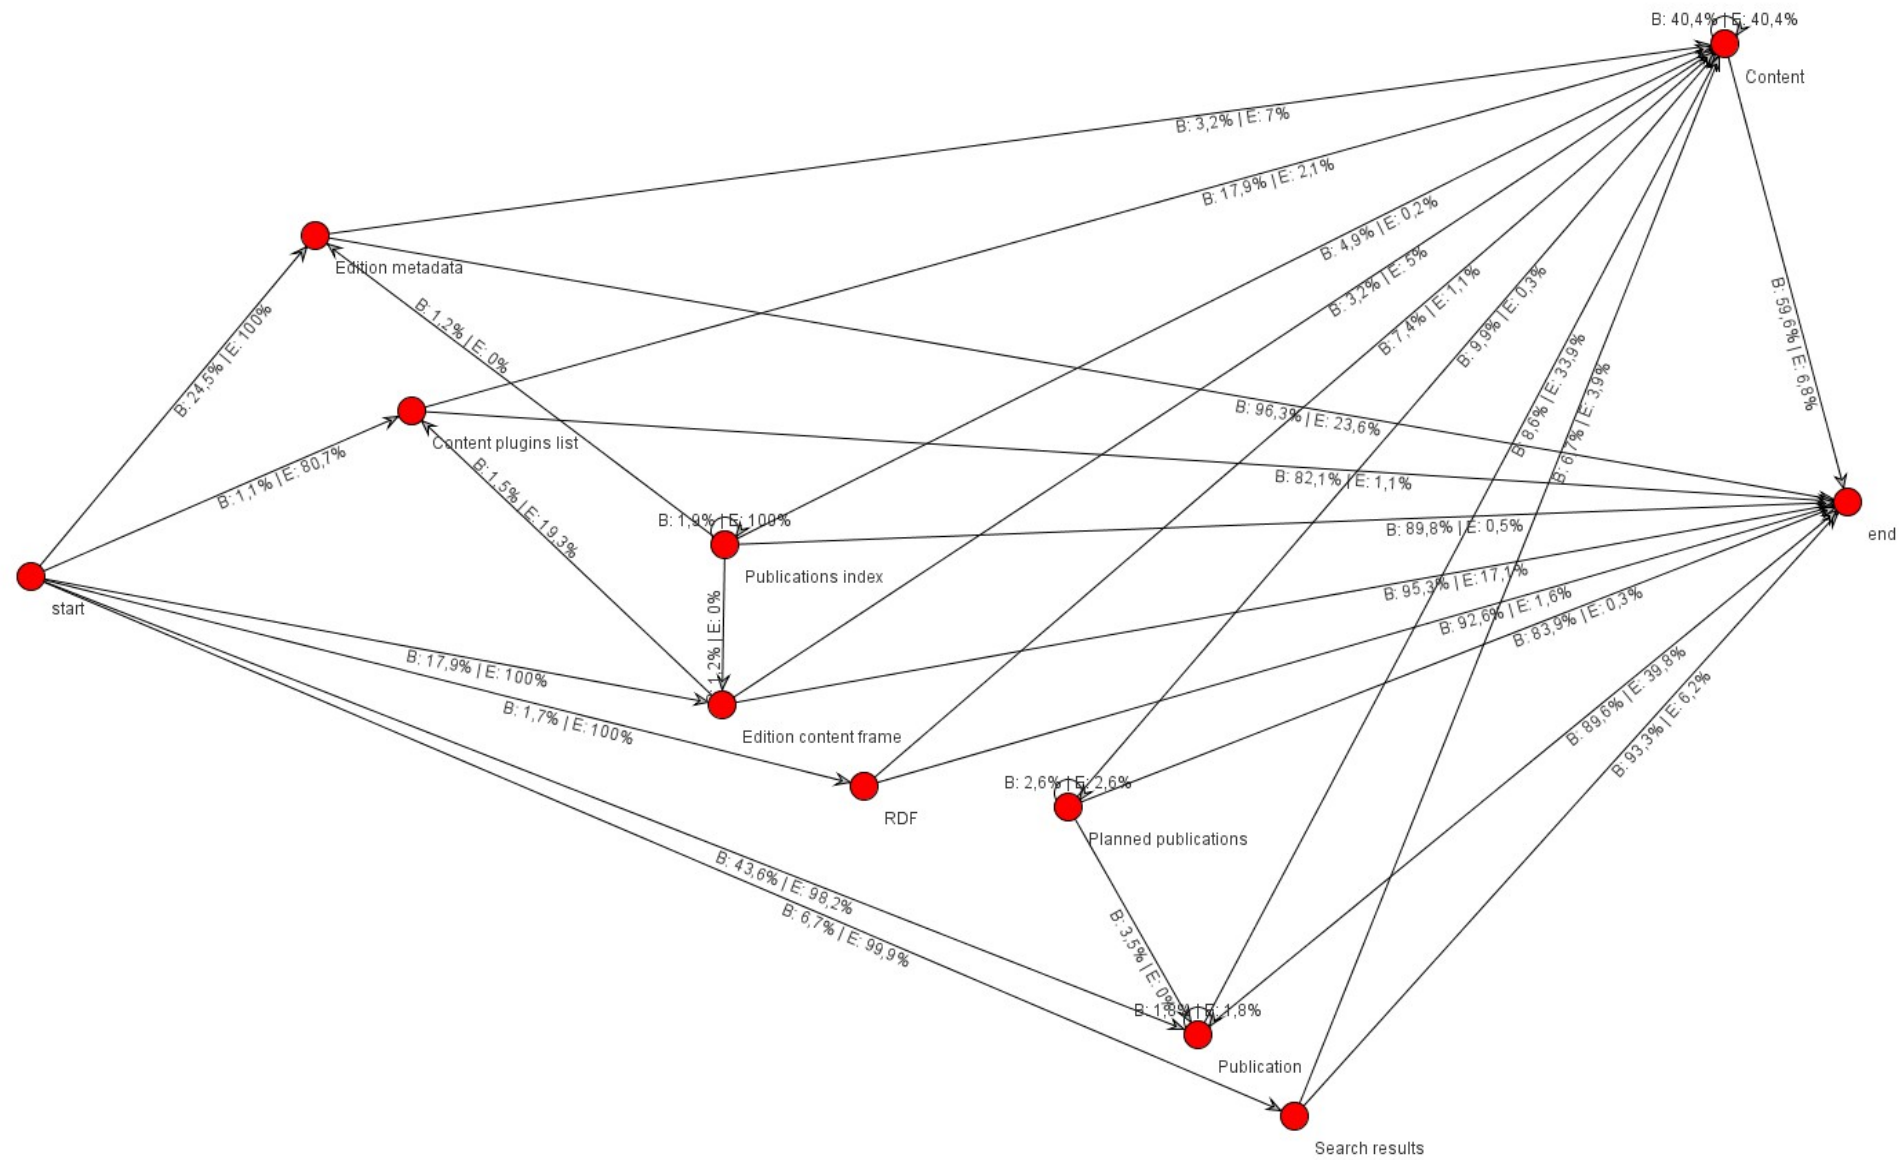 B: 40,4% | E: 40,4%
Content
B: 3,2% | E: 7%
B: 17,9% | E: 2,1%
B: 4,9% | E: 0,2%
B: 3,2% | E: 5%
B: 7,4% | E: 1,1%
B: 9,9% | E: 0,3%
B: 8,6% | E: 33,9%
B: 6,7% | E: 3,9%
B: 59,6% | E: 6,8%
Edition metadata
B: 24,5% | E: 100%
B: 1,2% | E: 0%
B: 96,3% | E: 23,6%
Content plugins list
B: 1,1% | E: 80,7%
B: 1,5% | E: 19,3%
B: 82,1% | E: 1,1%
B: 1,9% | E: 100%
B: 89,8% | E: 0,5%
end
Publications index
start
B: 95,3% | E: 17,1%
B: 92,6% | E: 1,6%
B: 83,9% | E: 0,3%
1,2% | E: 0%
B: 17,9% | E: 100%
B: 1,7% | E: 100%
Edition content frame
B: 89,6% | E: 39,8%
B: 93,3% | E: 6,2%
B: 2,6% | E: 2,6%
RDF
Planned publications
B: 43,6% | E: 98,2%
B: 6,7% | E: 99,9%
B: 3,5% | E: 0%
B: 1,8% | E: 1,8%
Publication
Search results